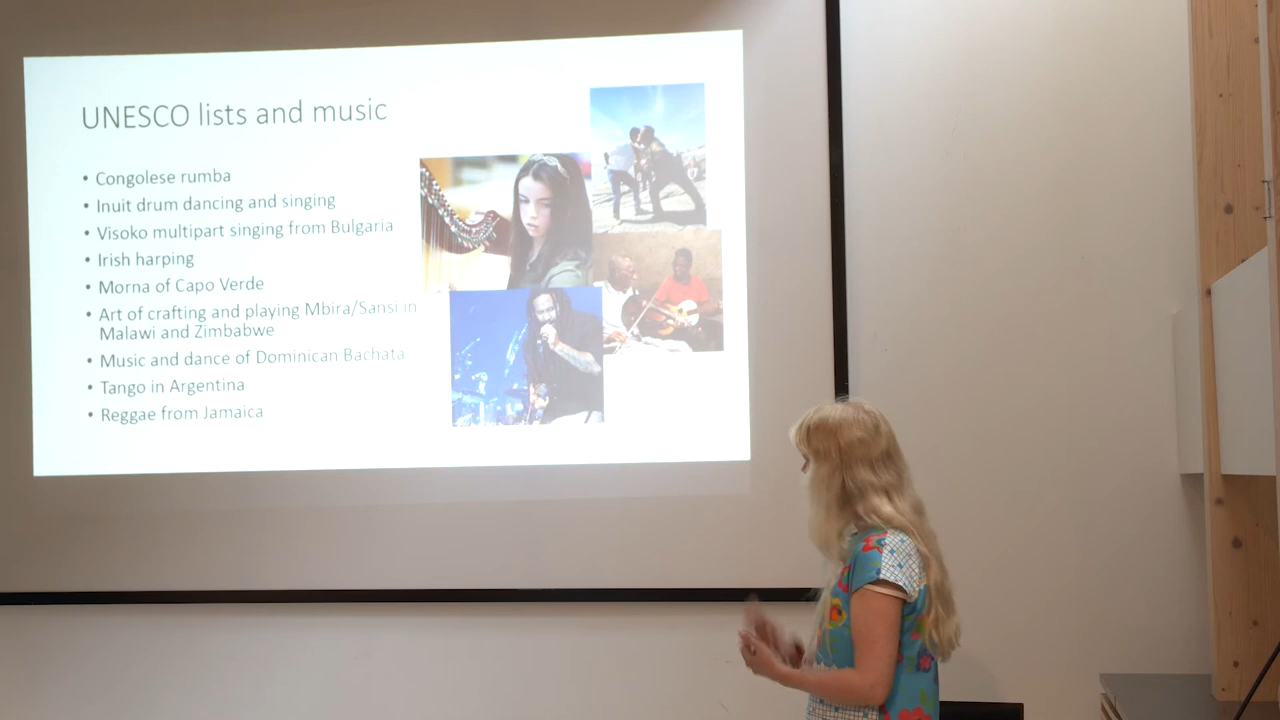 UNESCO lists and music
• Congolese rumba
• Inuit drum dancing and singing
• Visoko multipart singing from Bulgaria
• Irish harping
• Morna of Capo Verde
• Art of crafting and playing Mbira/Sansi in
Malawi and Zimbabwe
• Music and dance of Dominican Bachata
• Tango in Argentina
• Reggae from Jamaica